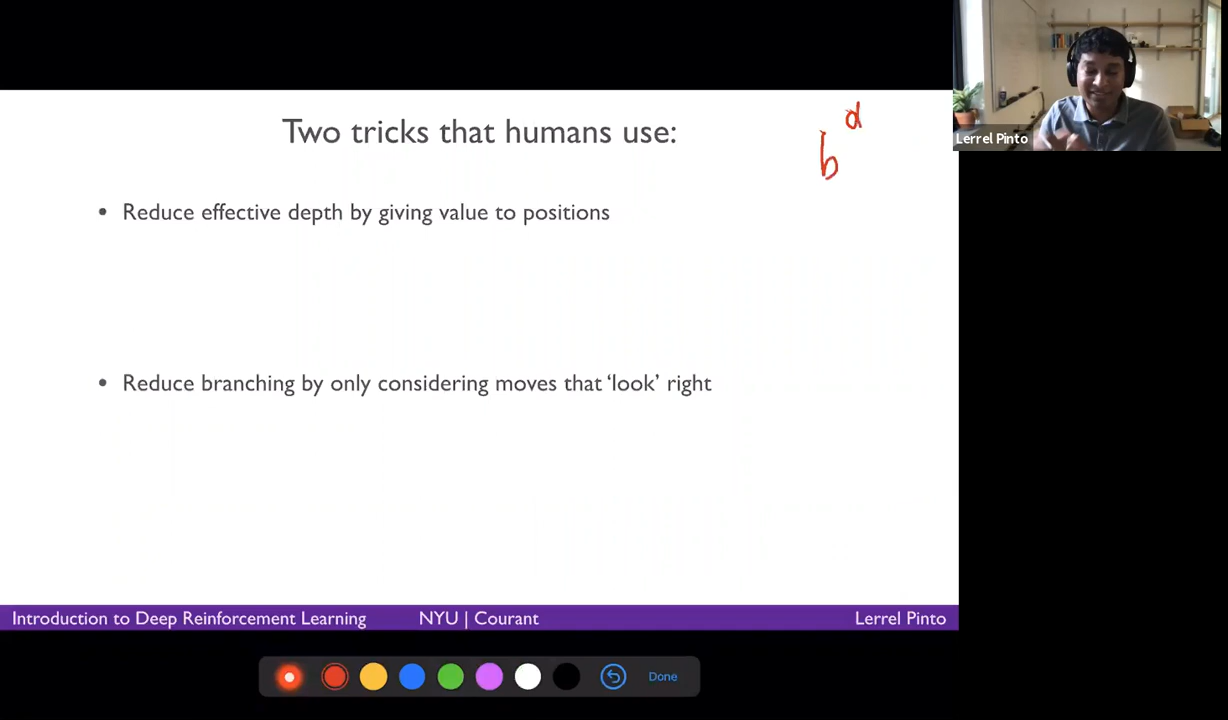 Two tricks that humans use:
b^d
• Reduce effective depth by giving value to positions
• Reduce branching by only considering moves that ‘look’ right
Introduction to Deep Reinforcement Learning NYU | Courant Lerrel Pinto
Lerrel Pinto
Done